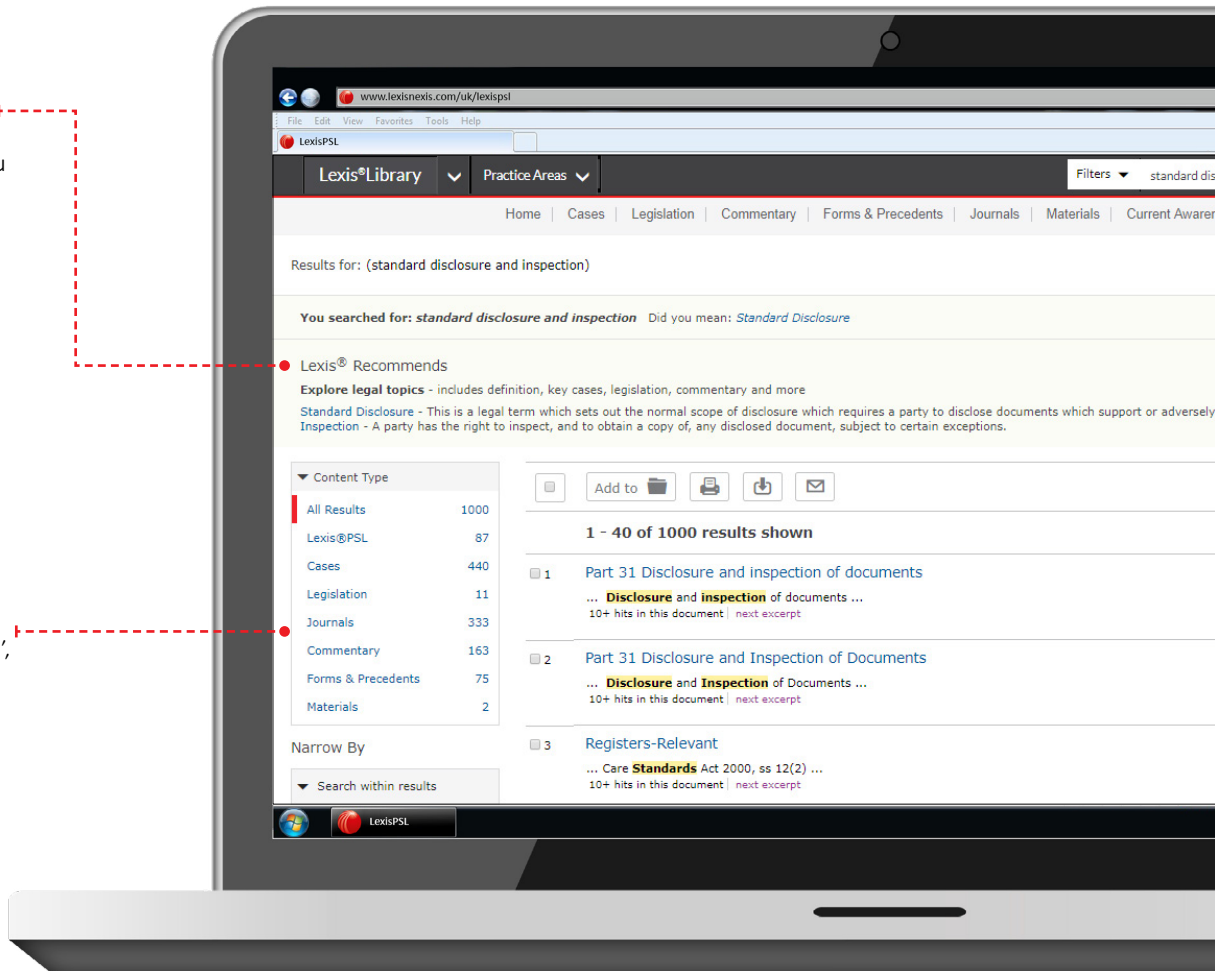 u
',
www.lexisnexis.com/uk/lexispsl
File Edit View Favorites Tools Help
LexisPSL
Lexis®Library
Practice Areas
Filters
standard dis
Home | Cases | Legislation | Commentary | Forms & Precedents | Journals | Materials | Current Awaren
Results for: (standard disclosure and inspection)
You searched for: standard disclosure and inspection Did you mean: Standard Disclosure
Lexis® Recommends
Explore legal topics - includes definition, key cases, legislation, commentary and more
Standard Disclosure - This is a legal term which sets out the normal scope of disclosure which requires a party to disclose documents which support or adversely
Inspection - A party has the right to inspect, and to obtain a copy of, any disclosed document, subject to certain exceptions.
Content Type
All Results 1000
Lexis®PSL 87
Cases 440
Legislation 11
Journals 333
Commentary 163
Forms & Precedents 75
Materials 2
Narrow By
Search within results
Add to
1 - 40 of 1000 results shown
1 Part 31 Disclosure and inspection of documents
... Disclosure and inspection of documents ...
10+ hits in this document | next excerpt
2 Part 31 Disclosure and Inspection of Documents
... Disclosure and Inspection of Documents ...
10+ hits in this document | next excerpt
3 Registers-Relevant
... Care Standards Act 2000, ss 12(2) ...
10+ hits in this document | next excerpt
LexisPSL